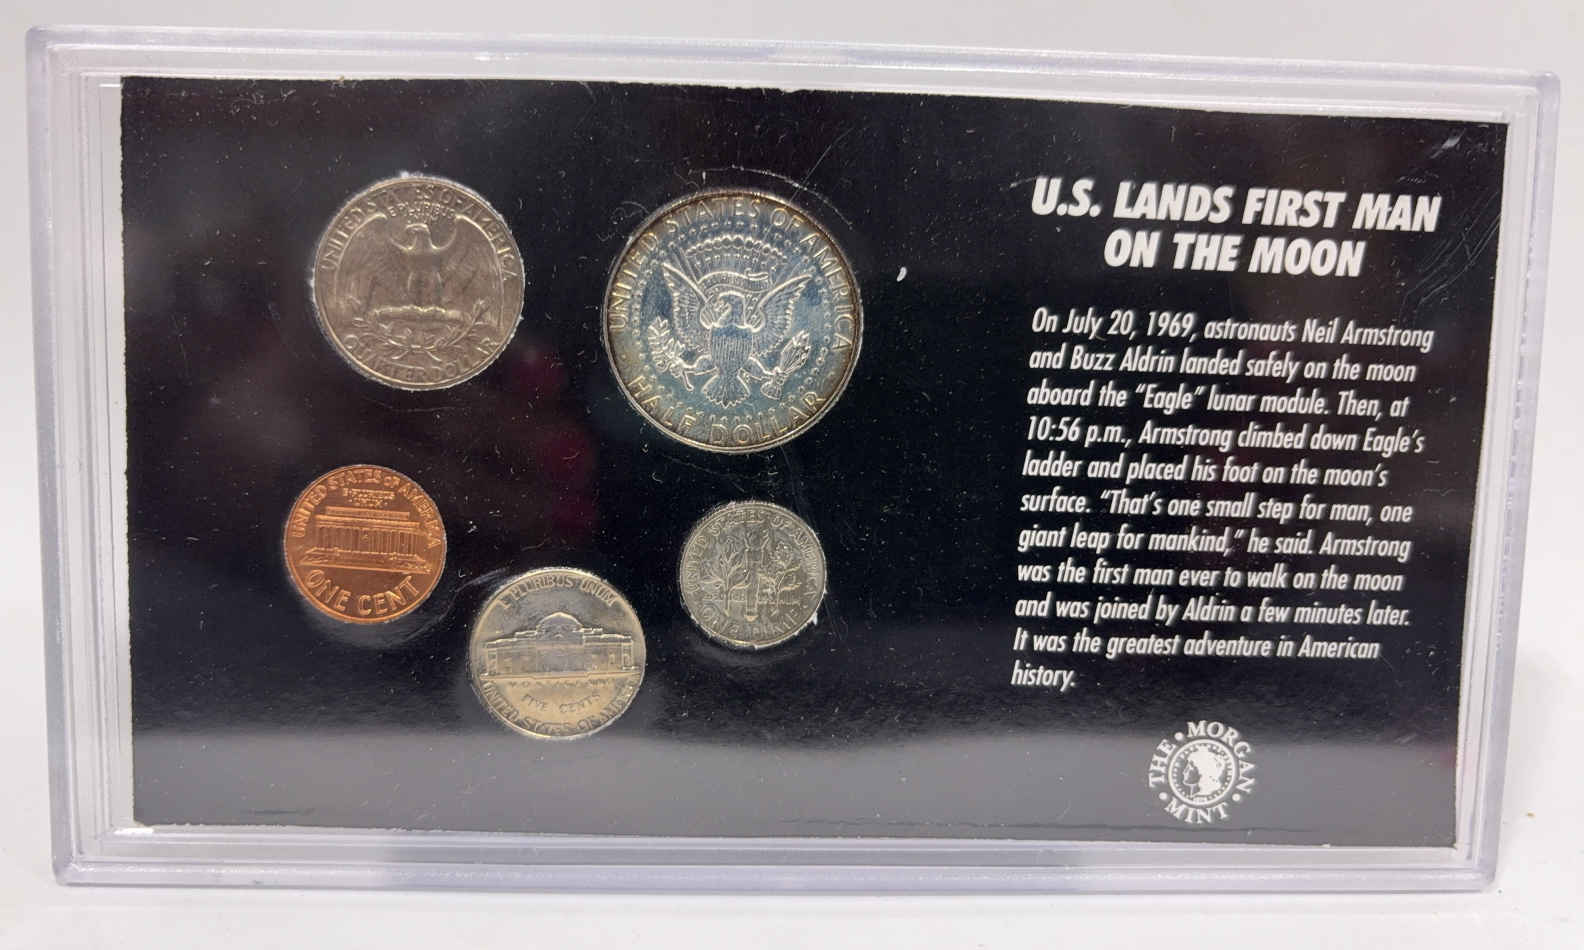 UNITED STATES OF AMERICA
E PLURIBUS
QUARTER DOLLAR
UNITED STATES OF AMERICA
HALF DOLLAR
UNITED STATES OF AMERICA
E PLURIBUS
UNUM
ONE CENT
E PLURIBUS UNUM
FIVE CENTS
UNITED STATES OF AMERICA
U.S. LANDS FIRST MAN
ON THE MOON
On July 20, 1969, astronauts Neil Armstrong
and Buzz Aldrin landed safely on the moon
aboard the “Eagle” lunar module. Then, at
10:56 p.m., Armstrong climbed down Eagle’s
ladder and placed his foot on the moon’s
surface. “That’s one small step for man, one
giant leap for mankind,” he said. Armstrong
was the first man ever to walk on the moon
and was joined by Aldrin a few minutes later.
It was the greatest adventure in American
history.
THE • MORGAN • MINT •